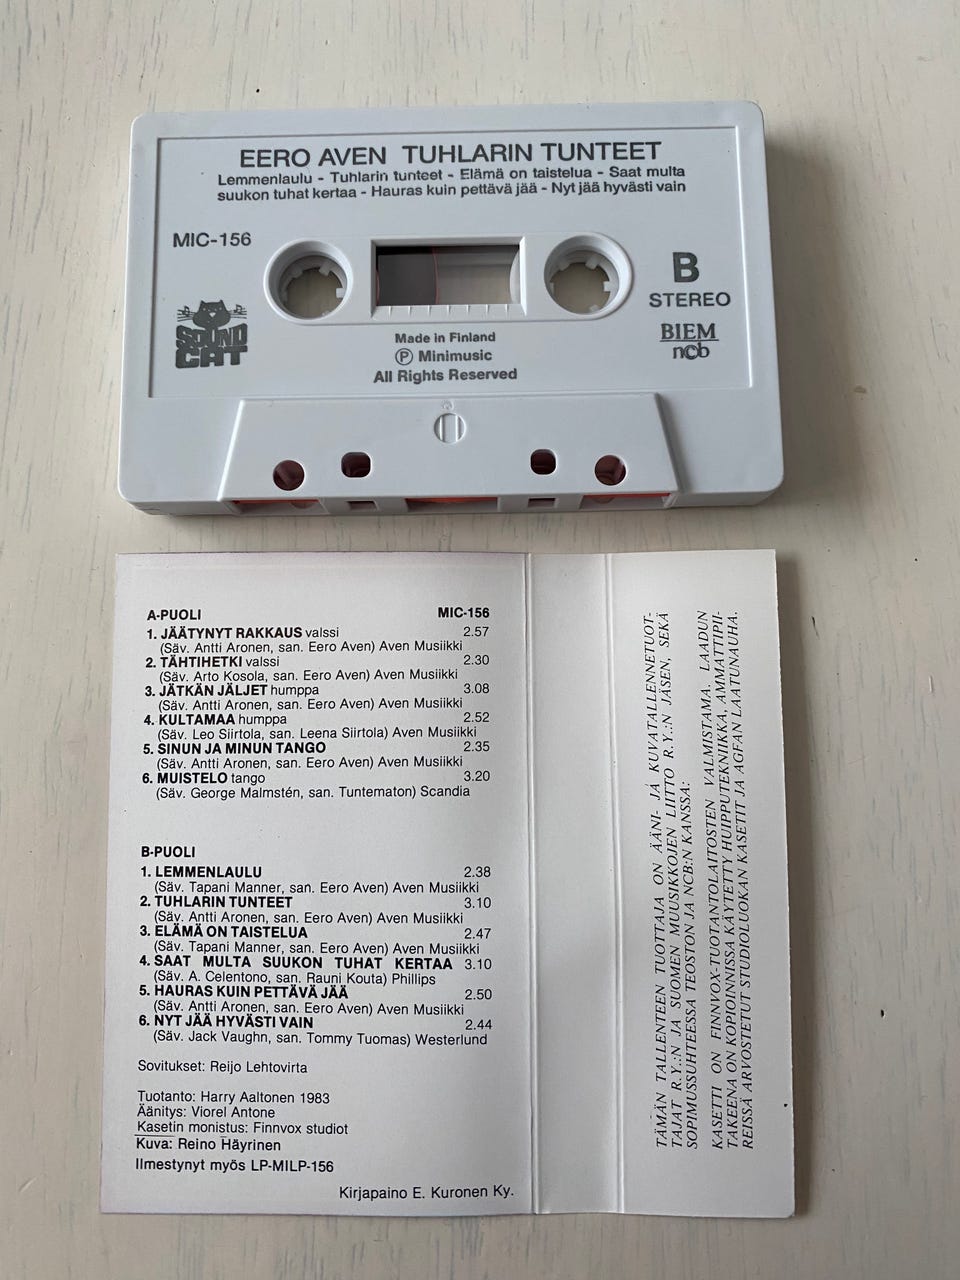 EERO AVEN TUHLARIN TUNTEET
Lemmenlaulu - Tuhlarin tunteet - Elämä on taistelua - Saat multa
suukon tuhat kertaa - Hauras kuin pettävä jää - Nyt jää hyvästi vain
MIC-156
B
STEREO
SOUND
CAT
BIEM
ncb
Made in Finland
Ⓟ Minimusic
All Rights Reserved
A-PUOLI MIC-156
1. JÄÄTYNYT RAKKAUS valssi 2.57
(Säv. Antti Aronen, san. Eero Aven) Aven Musiikki
2. TÄHTIHETKI valssi 2.30
(Säv. Arto Kosola, san. Eero Aven) Aven Musiikki
3. JÄTKÄN JÄLJET humppa 3.08
(Säv. Antti Aronen, san. Eero Aven) Aven Musiikki
4. KULTAMAA humppa 2.52
(Säv. Leo Siirtola, san. Leena Siirtola) Aven Musiikki
5. SINUN JA MINUN TANGO 2.35
(Säv. Antti Aronen, san. Eero Aven) Aven Musiikki
6. MUISTELO tango 3.20
(Säv. George Malmstén, san. Tuntematon) Scandia
B-PUOLI
1. LEMMENLAULU 2.38
(Säv. Tapani Manner, san. Eero Aven) Aven Musiikki
2. TUHLARIN TUNTEET 3.10
(Säv. Antti Aronen, san. Eero Aven) Aven Musiikki
3. ELÄMÄ ON TAISTELUA 2.47
(Säv. Tapani Manner, san. Eero Aven) Aven Musiikki
4. SAAT MULTA SUUKON TUHAT KERTAA 3.10
(Säv. A. Celentono, san. Rauni Kouta) Phillips
5. HAURAS KUIN PETTÄVÄ JÄÄ 2.50
(Säv. Antti Aronen, san. Eero Aven) Aven Musiikki
6. NYT JÄÄ HYVÄSTI VAIN 2.44
(Säv. Jack Vaughn, san. Tommy Tuomas) Westerlund
Sovitukset: Reijo Lehtovirta
Tuotanto: Harry Aaltonen 1983
Äänitys: Viorel Antone
Kasetin monistus: Finnvox studiot
Kuva: Reino Häyrinen
Ilmestynyt myös LP-MILP-156
Kirjapaino E. Kuronen Ky.
TÄMÄN TALLENTEEN TUOTTAJA ON ÄÄNI- JA KUVATALLENNETUOT-
TAJAT R.Y.:N JA SUOMEN MUUSIKKOJEN LIITTO R.Y.:N JÄSEN, SEKÄ
SOPIMUSSUHTEESSA TEOSTON JA NCB:N KANSSA:
KASETTI ON FINNVOX-TUOTANTOLAITOSTEN VALMISTAMA. LAADUN
TAKEENA ON KOPIOINNISSA KÄYTETTY HUIPPUTEKNIIKKA, AMMATTIPII-
REISSÄ ARVOSTETUT STUDIOLUOKAN KASETIT JA AGFAN LAATUNAUHA.